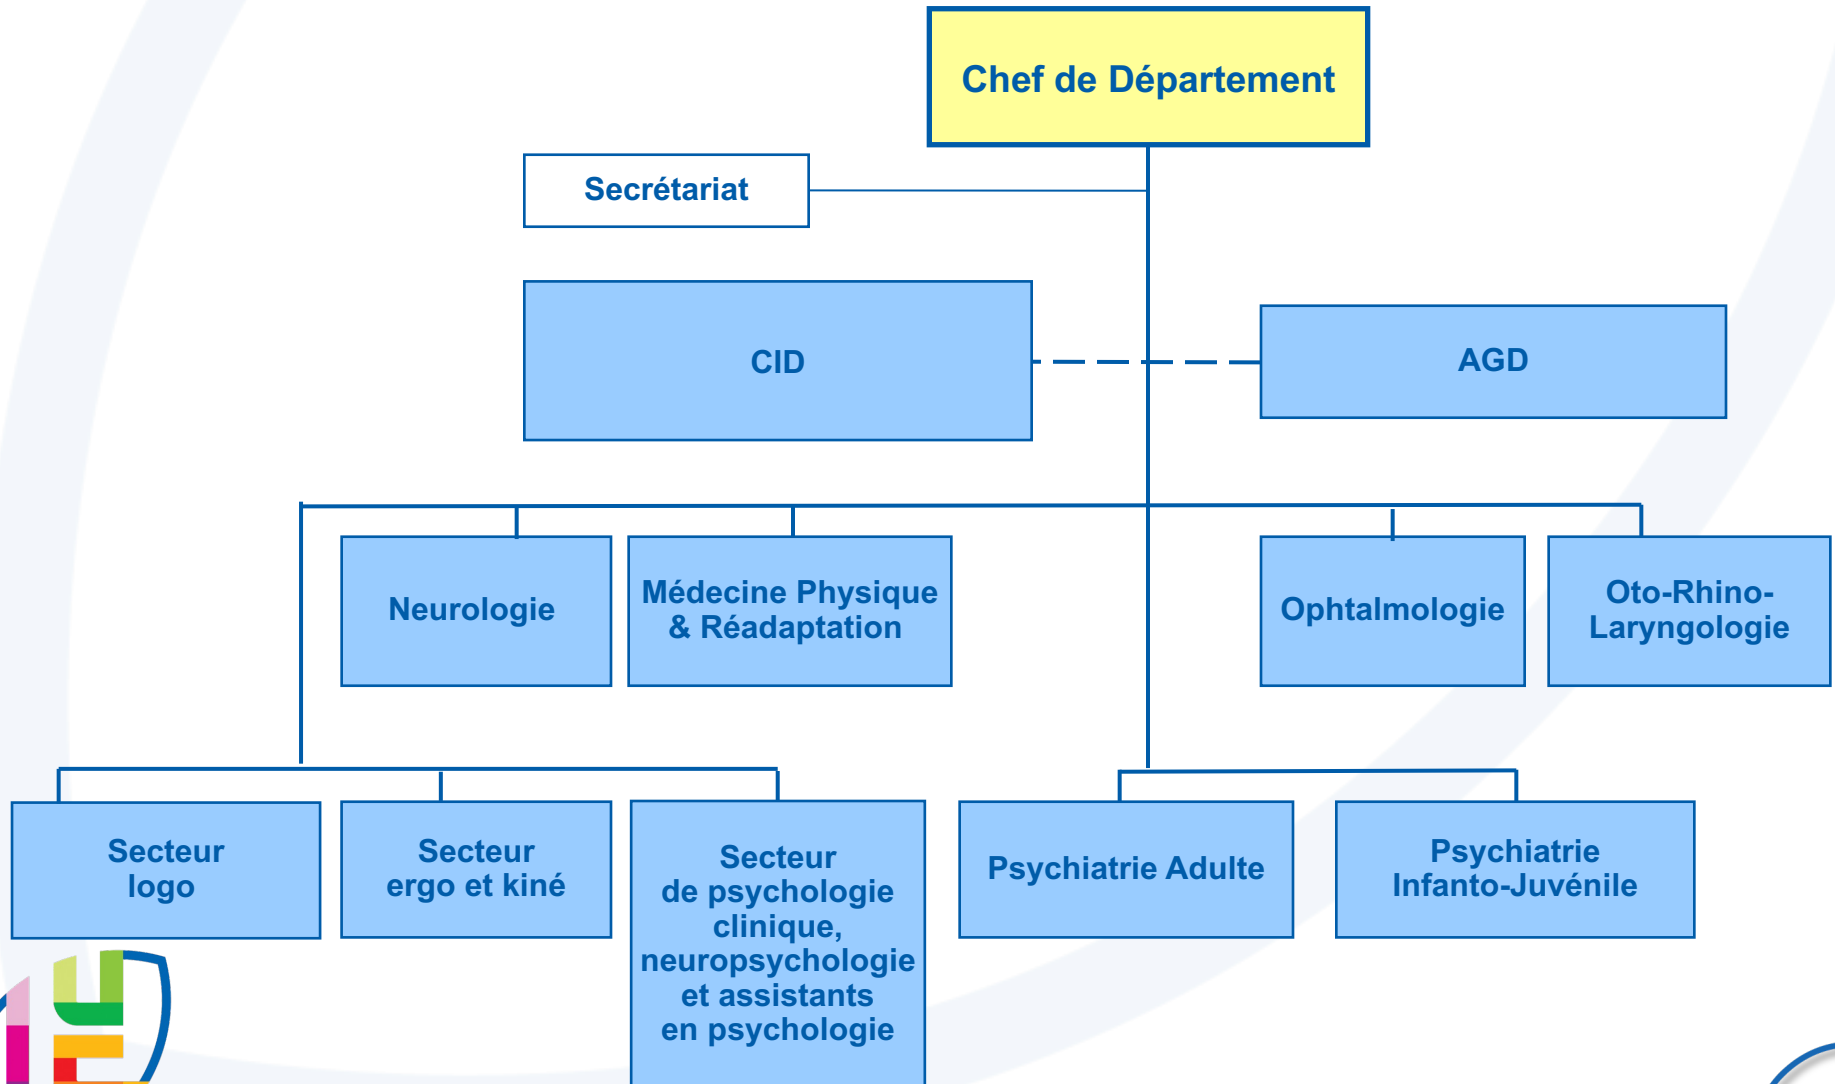 Chef de Département
Secrétariat
CID
AGD
Neurologie
Médecine Physique
& Réadaptation
Ophtalmologie
Oto-Rhino-
Laryngologie
Secteur
logo
Secteur
ergo et kiné
Secteur
de psychologie
clinique,
neuropsychologie
et assistants
en psychologie
Psychiatrie Adulte
Psychiatrie
Infanto-Juvénile